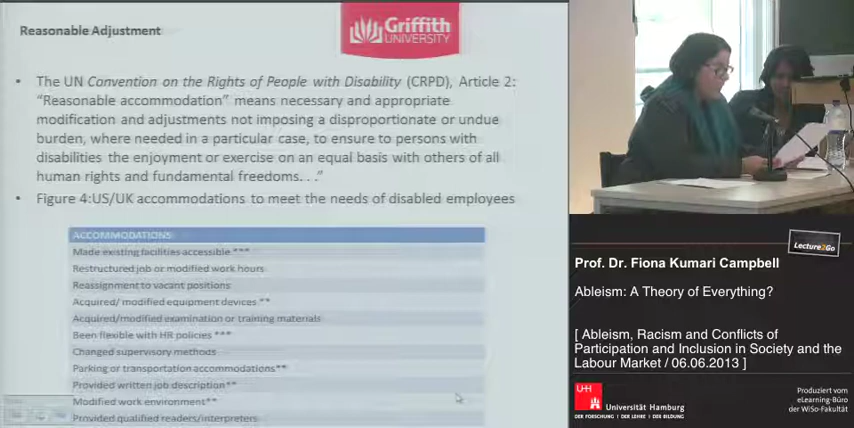 Reasonable Adjustment
Griffith
UNIVERSITY
• The UN Convention on the Rights of People with Disability (CRPD), Article 2:
"Reasonable accommodation" means necessary and appropriate
modification and adjustments not imposing a disproportionate or undue
burden, where needed in a particular case, to ensure to persons with
disabilities the enjoyment or exercise on an equal basis with others of all
human rights and fundamental freedoms. . ."
• Figure 4:US/UK accommodations to meet the needs of disabled employees
ACCOMMODATIONS
Made existing facilities accessible ***
Restructured job or modified work hours
Reassignment to vacant positions
Acquired/ modified equipment devices **
Acquired/modified examination or training materials
Been flexible with HR policies ***
Changed supervisory methods
Parking or transportation accommodations**
Provided written job description**
Modified work environment**
Provided qualified readers/interpreters
Lecture2Go
Prof. Dr. Fiona Kumari Campbell
Ableism: A Theory of Everything?
[ Ableism, Racism and Conflicts of
Participation and Inclusion in Society and the
Labour Market / 06.06.2013 ]
UH
Universität Hamburg
DER FORSCHUNG | DER LEHRE | DER BILDUNG
Produziert vom
eLearning-Büro
der WiSo-Fakultät